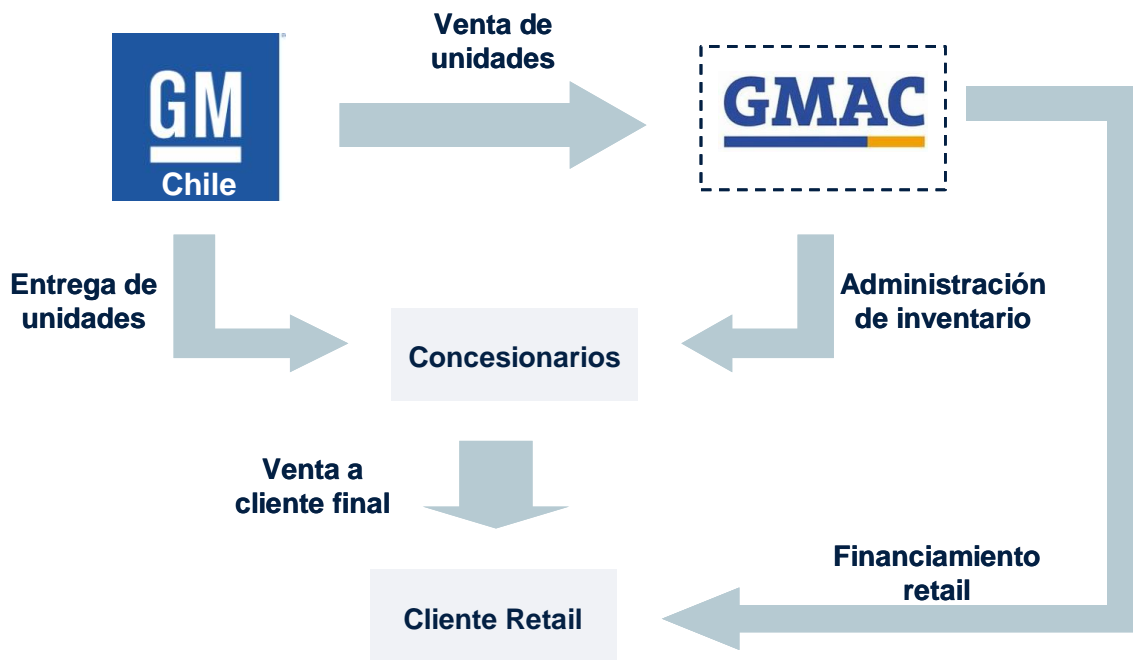 Venta de
unidades
GM
Chile
GMAC
Entrega de
unidades
Administración
de inventario
Concesionarios
Venta a
cliente final
Financiamiento
retail
Cliente Retail